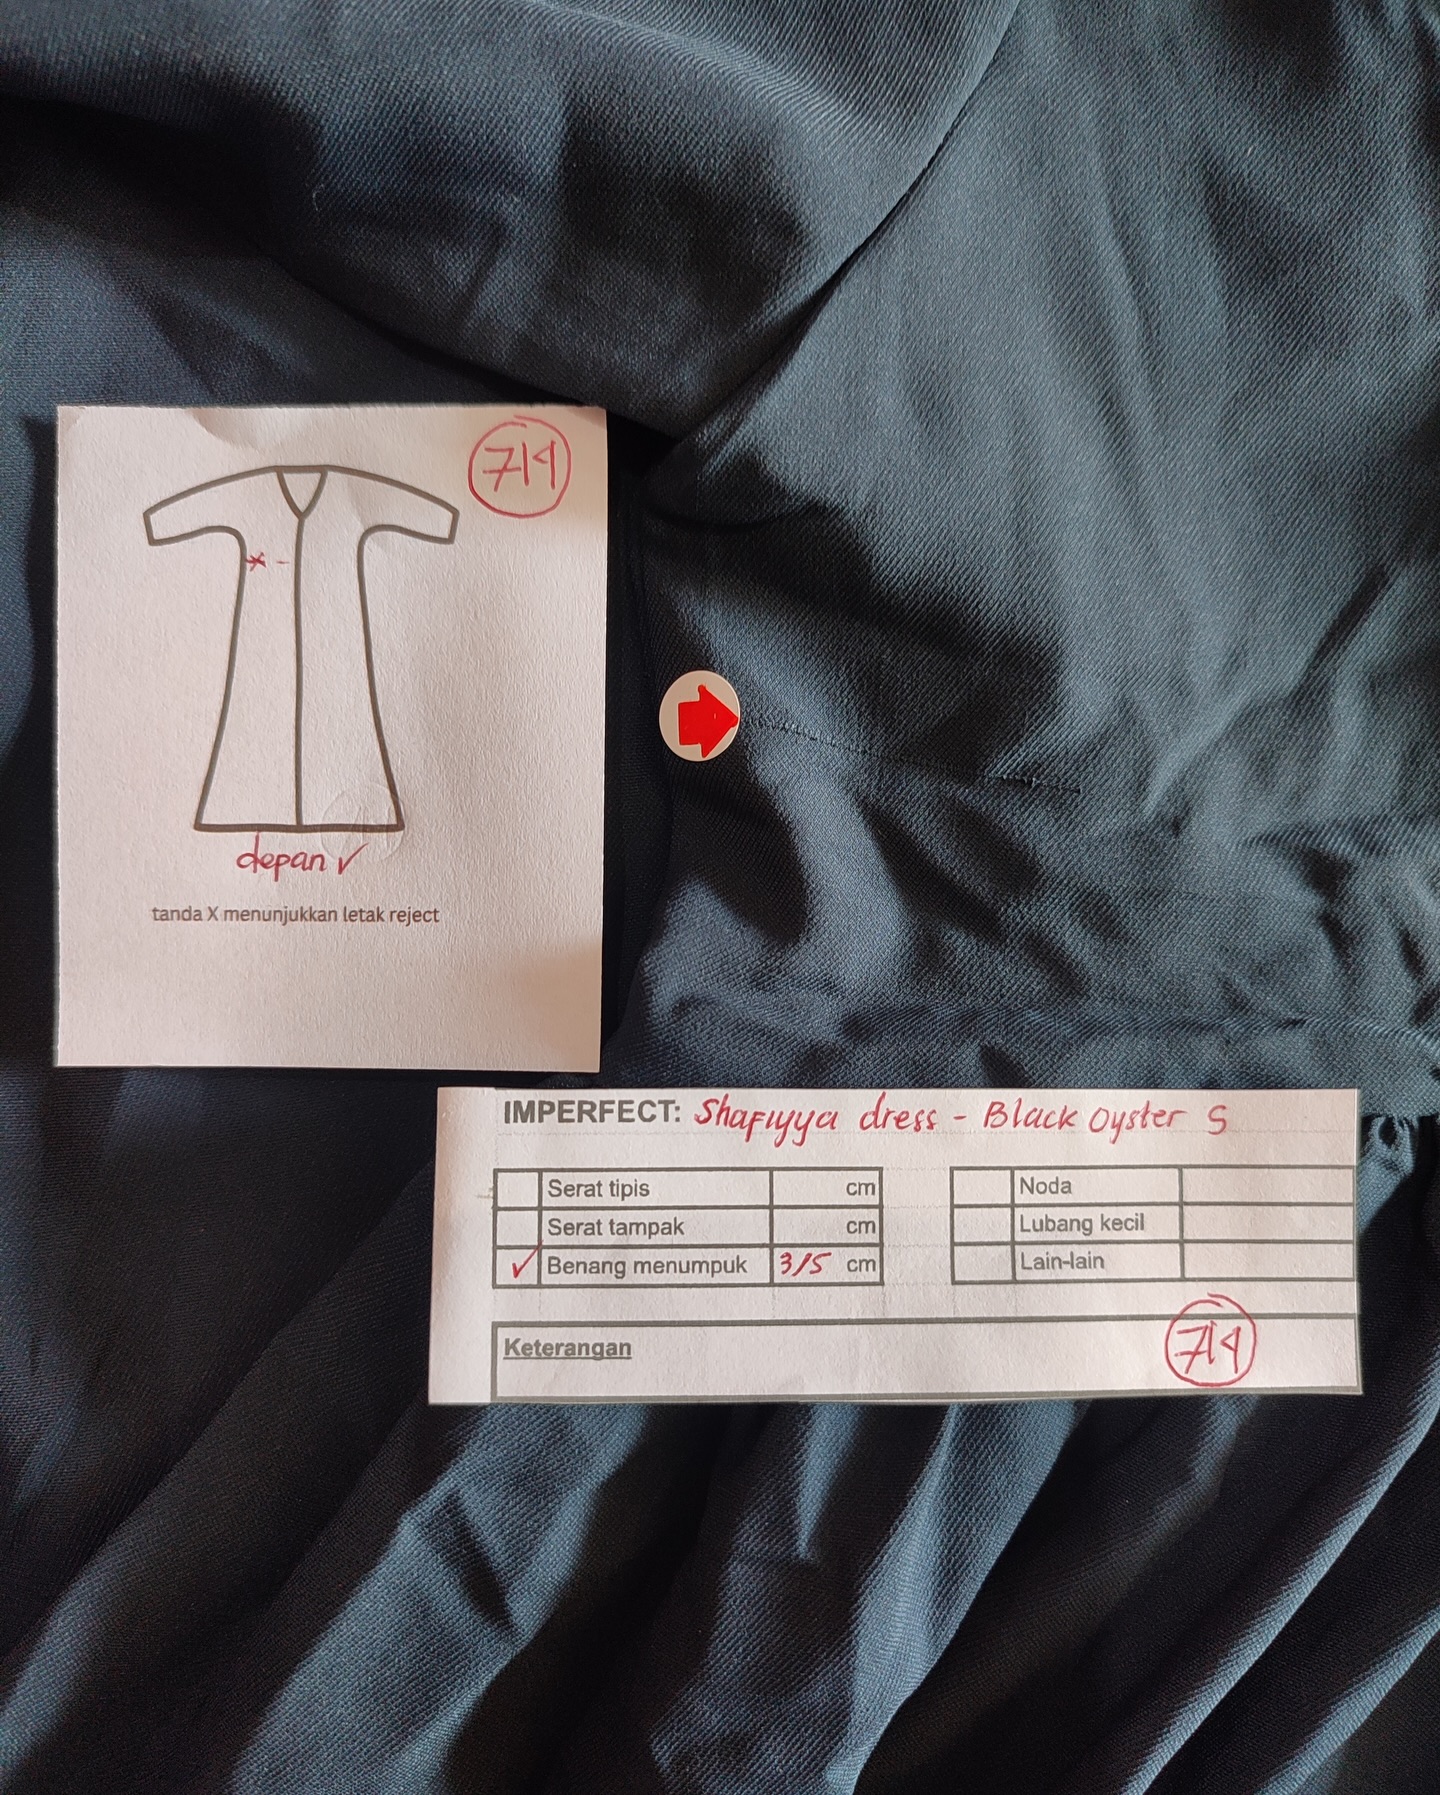 714
depan ✓
tanda X menunjukkan letak reject
IMPERFECT: Shafiyya dress - Black Oyster S
Serat tipis cm
Serat tampak cm
✓ Benang menumpuk 3/5 cm
Noda
Lubang kecil
Lain-lain
Keterangan
714